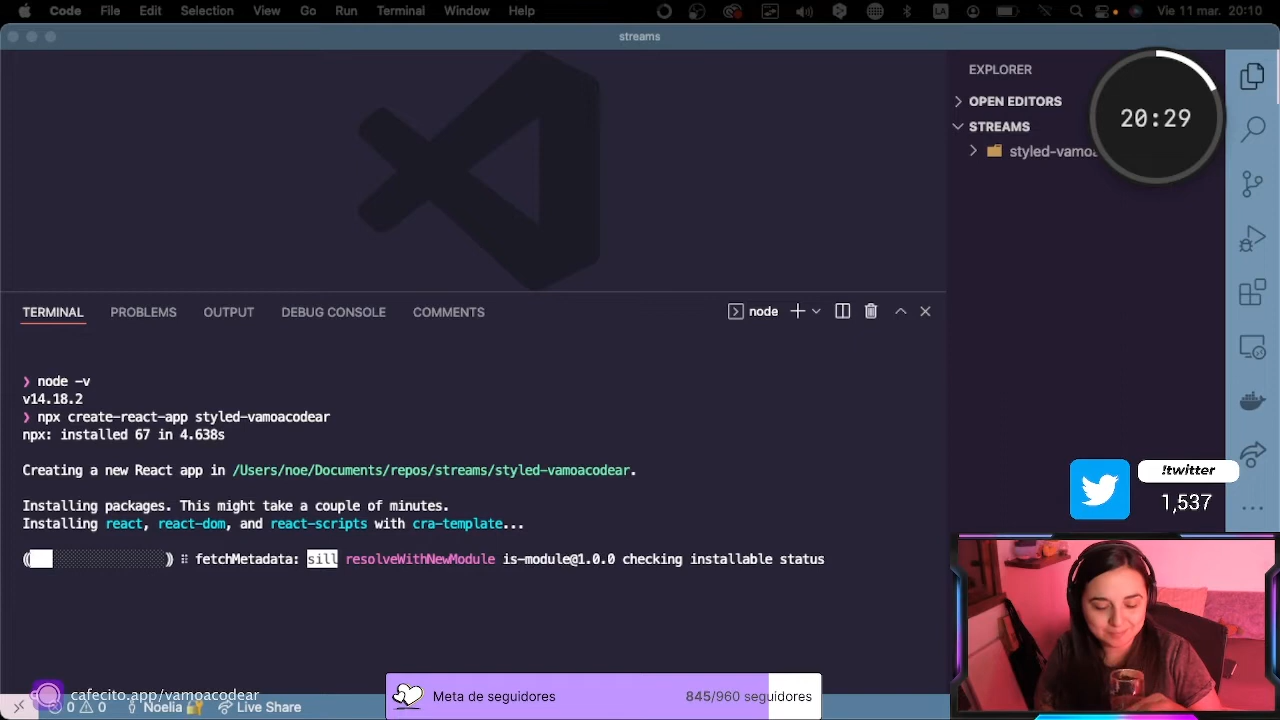 Code File Edit Selection View Go Run Terminal Window Help LA Vie 11 mar. 20:10
streams
EXPLORER
OPEN EDITORS
STREAMS
styled-vamoa
20:29
TERMINAL PROBLEMS OUTPUT DEBUG CONSOLE COMMENTS node
❯ node -v
v14.18.2
❯ npx create-react-app styled-vamoacodear
npx: installed 67 in 4.638s
Creating a new React app in /Users/noe/Documents/repos/streams/styled-vamoacodear.
Installing packages. This might take a couple of minutes.
Installing react, react-dom, and react-scripts with cra-template...
fetchMetadata: sill resolveWithNewModule is-module@1.0.0 checking installable status
!twitter
1,537
cafecito.app/vamoacodear
0 0 Noelia Live Share
Meta de seguidores 845/960 seguidores